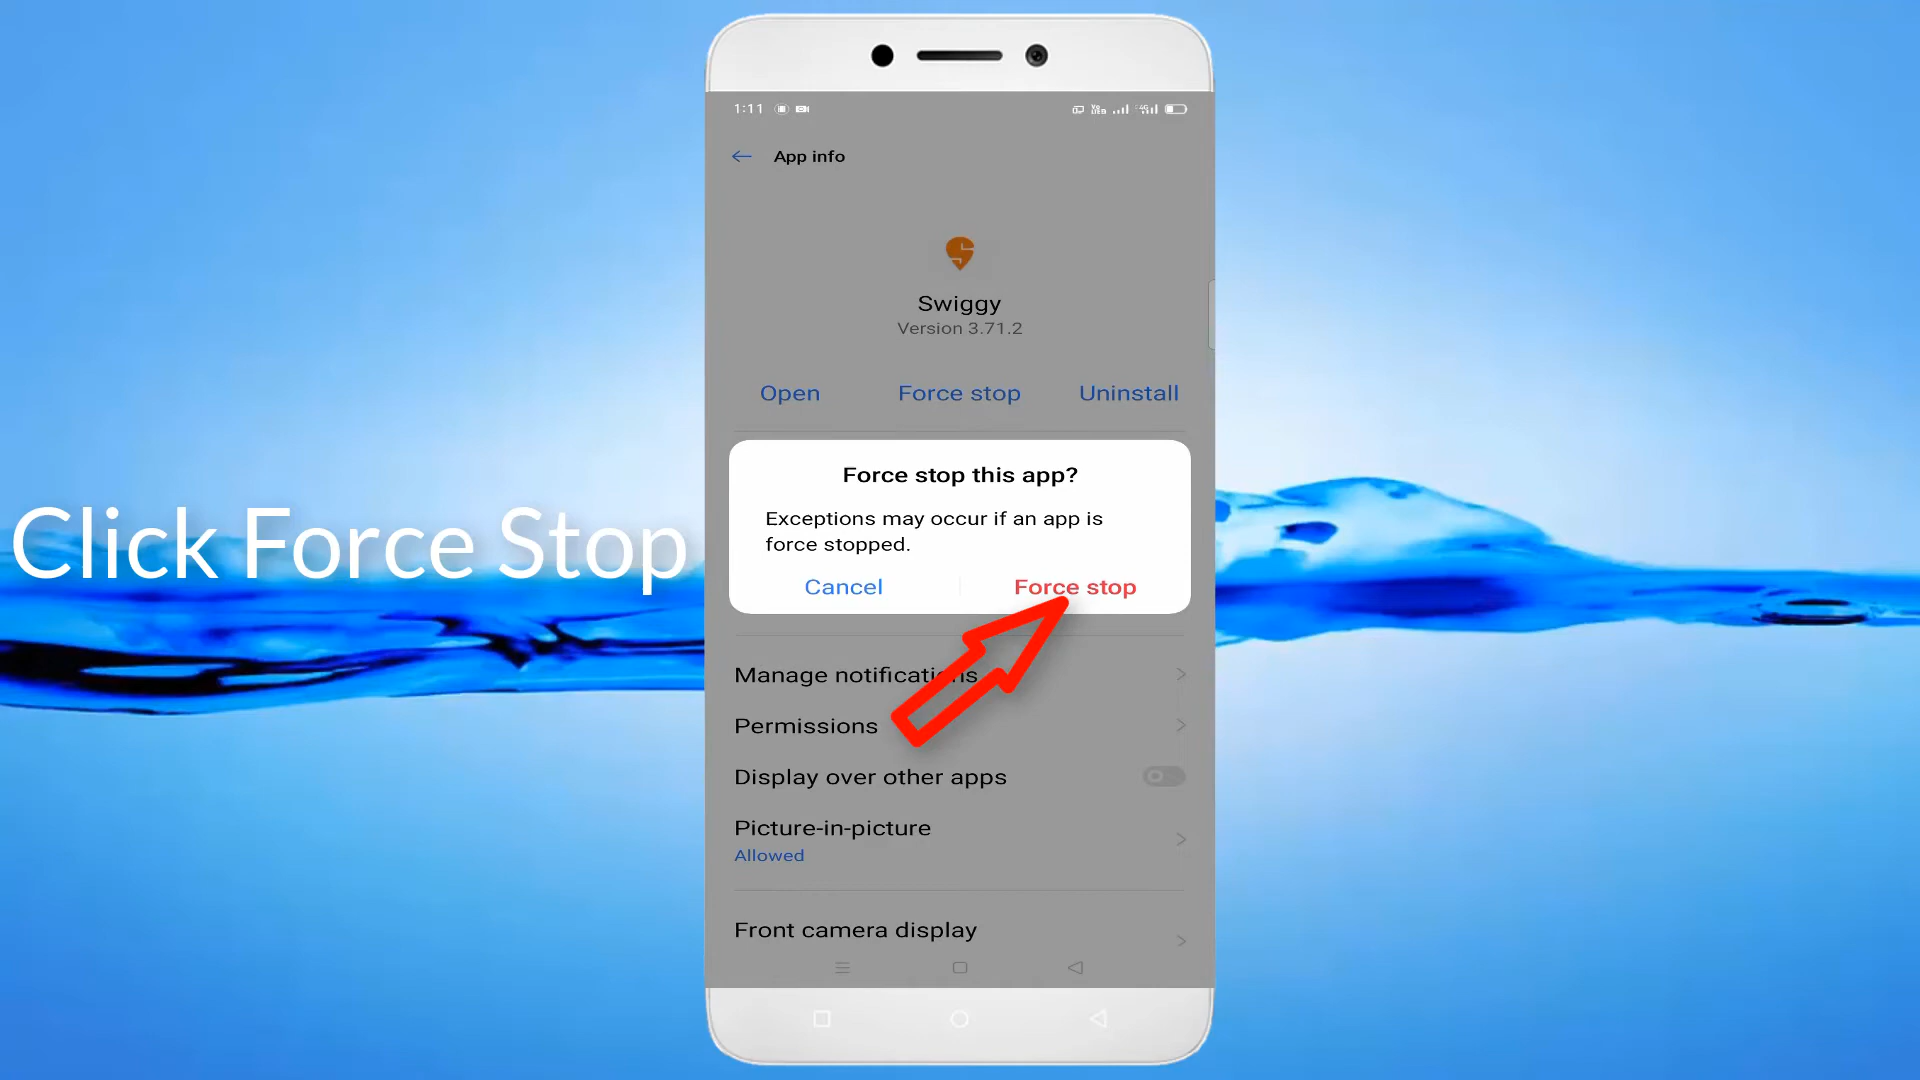 1:11
App info
Swiggy
Version 3.71.2
Open Force stop Uninstall
Force stop this app?
Exceptions may occur if an app is
force stopped.
Cancel Force stop
Click Force Stop
Manage notifications
Permissions
Display over other apps
Picture-in-picture
Allowed
Front camera display